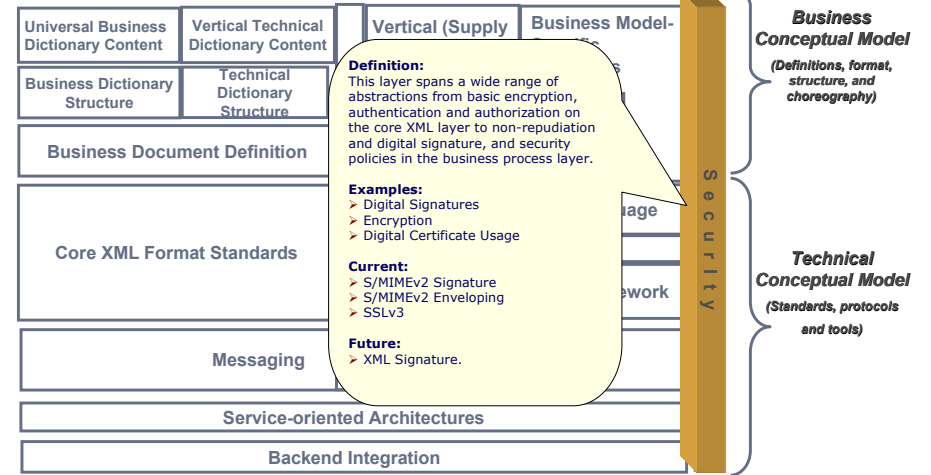 Universal Business
Dictionary Content
Vertical Technical
Dictionary Content
Vertical (Supply
Business Model-
Business Dictionary
Structure
Technical
Dictionary
Structure
Business Document Definition
Core XML Format Standards
Messaging
Service-oriented Architectures
Backend Integration
Definition:
This layer spans a wide range of
abstractions from basic encryption,
authentication and authorization on
the core XML layer to non-repudiation
and digital signature, and security
policies in the business process layer.
Examples:
➢ Digital Signatures
➢ Encryption
➢ Digital Certificate Usage
Current:
➢ S/MIMEv2 Signature
➢ S/MIMEv2 Enveloping
➢ SSLv3
Future:
➢ XML Signature.
uage
ework
SecurIty
Business
Conceptual Model
(Definitions, format,
structure, and
choreography)
Technical
Conceptual Model
(Standards, protocols
and tools)